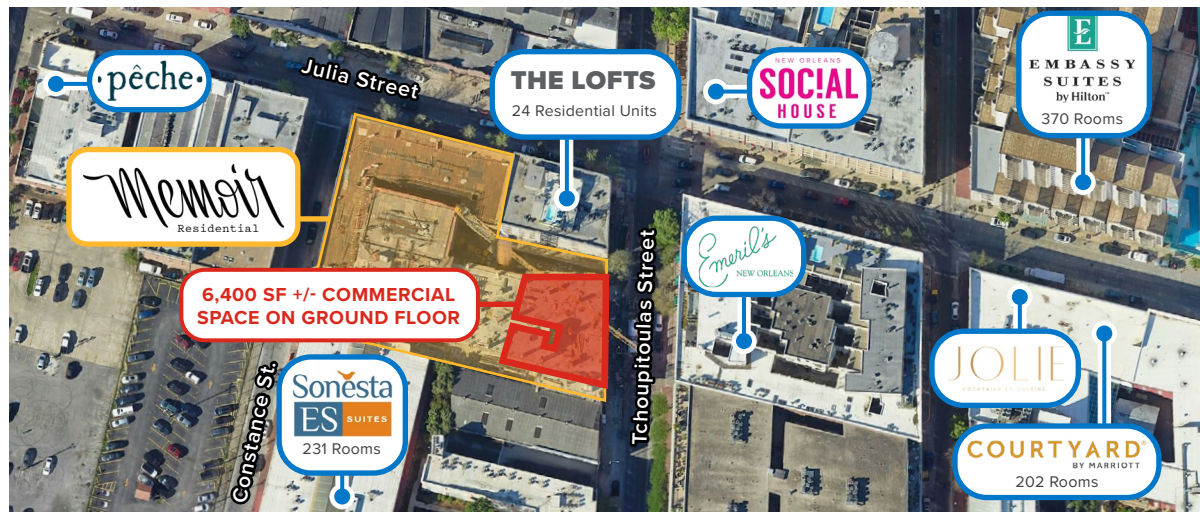 pêche
Julia Street
THE LOFTS
24 Residential Units
NEW ORLEANS
SOC!AL
HOUSE
E
EMBASSY
SUITES
by Hilton™
370 Rooms
Memoir
Residential
6,400 SF +/- COMMERCIAL
SPACE ON GROUND FLOOR
Tchoupitoulas Street
Emeril's
NEW ORLEANS
Constance St.
Sonesta
ES SUITES
231 Rooms
JOLIE
COURTYARD®
BY MARRIOTT
202 Rooms